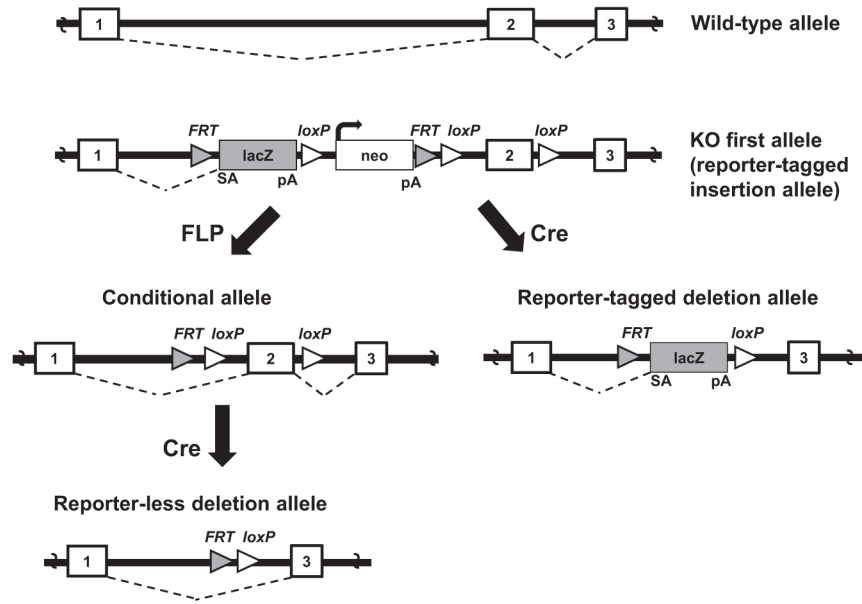 1 2 3 Wild-type allele
FRT loxP FRT loxP loxP
1 lacZ neo 2 3 KO first allele
SA pA pA (reporter-tagged
insertion allele)
FLP Cre
Conditional allele Reporter-tagged deletion allele
FRT loxP loxP FRT loxP
1 2 3 1 lacZ 3
SA pA
Cre
Reporter-less deletion allele
FRT loxP
1 3